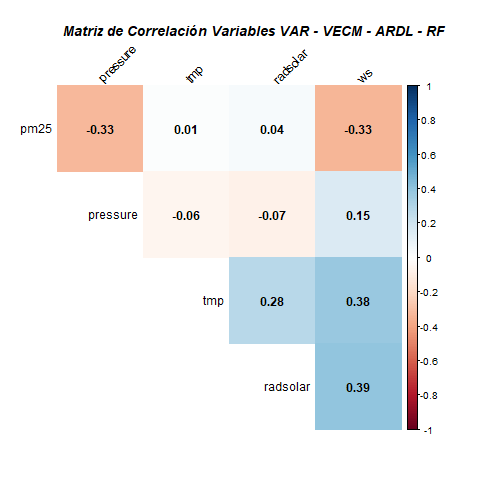 Matriz de Correlación Variables VAR - VECM - ARDL - RF
pressure tmp radsolar ws
pm25 -0.33 0.01 0.04 -0.33
pressure -0.06 -0.07 0.15
tmp 0.28 0.38
radsolar 0.39
1
0.8
0.6
0.4
0.2
0
-0.2
-0.4
-0.6
-0.8
-1